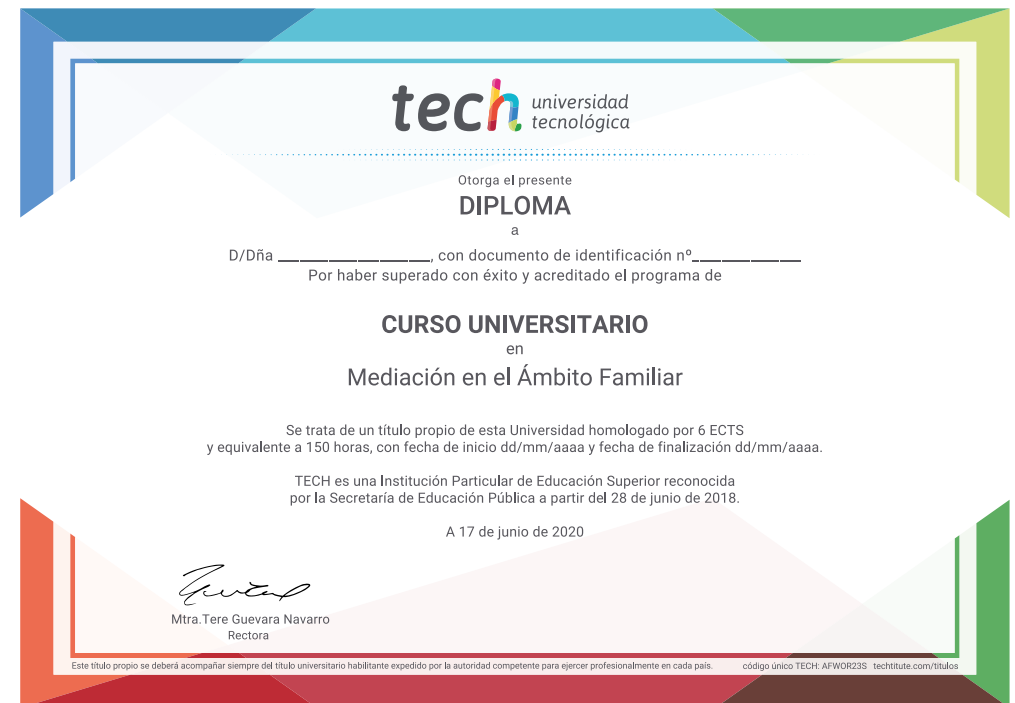 tech universidad
tecnológica
Otorga el presente
DIPLOMA
a
D/Dña ______________, con documento de identificación nº__________
Por haber superado con éxito y acreditado el programa de
CURSO UNIVERSITARIO
en
Mediación en el Ámbito Familiar
Se trata de un título propio de esta Universidad homologado por 6 ECTS
y equivalente a 150 horas, con fecha de inicio dd/mm/aaaa y fecha de finalización dd/mm/aaaa.
TECH es una Institución Particular de Educación Superior reconocida
por la Secretaría de Educación Pública a partir del 28 de junio de 2018.
A 17 de junio de 2020
Mtra.Tere Guevara Navarro
Rectora
Este título propio se deberá acompañar siempre del título universitario habilitante expedido por la autoridad competente para ejercer profesionalmente en cada país. código único TECH: AFWOR23S techtitute.com/titulos